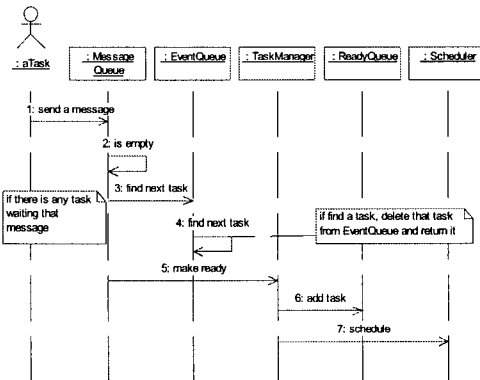 : aTask
: Message
Queue
: EventQueue
: TaskManager
: ReadyQueue
: Scheduler
1: send a message
2: is empty
3: find next task
if there is any task
waiting that
message
4: find next task
if find a task, delete that task
from EventQueue and return it
5: make ready
6: add task
7: schedule